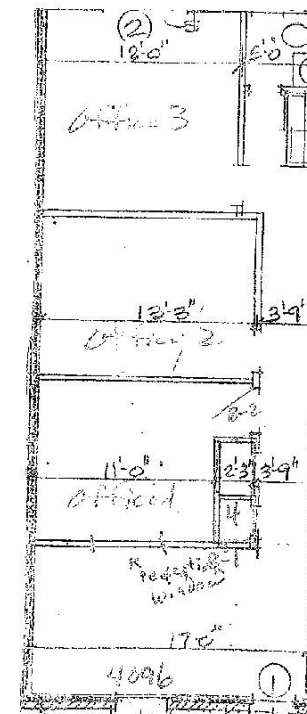 2
12'-0" 5'-0"
Office 3
13'-3" 3'-9"
Office 2
11'-0" 2'-3" 3'-9"
Office 1
4
Reception
Window
17'-0"
4096
1